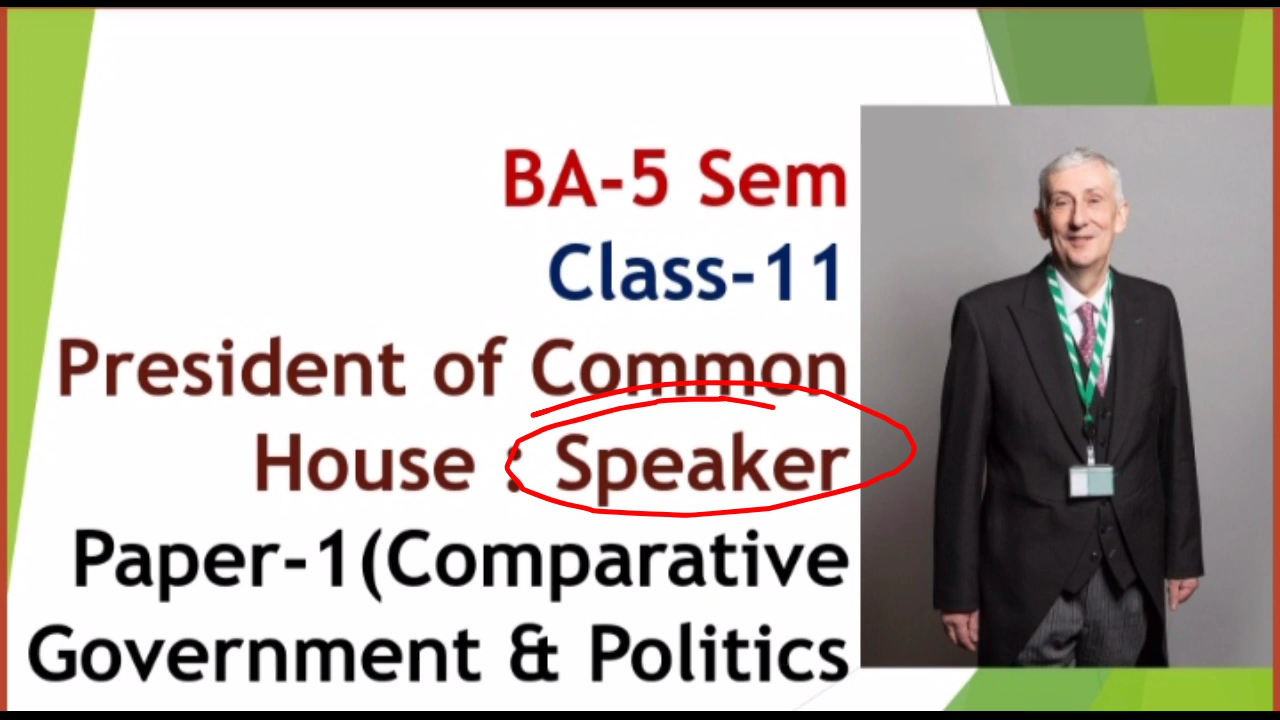 BA-5 Sem
Class-11
President of Common
House : Speaker
Paper-1(Comparative
Government & Politics